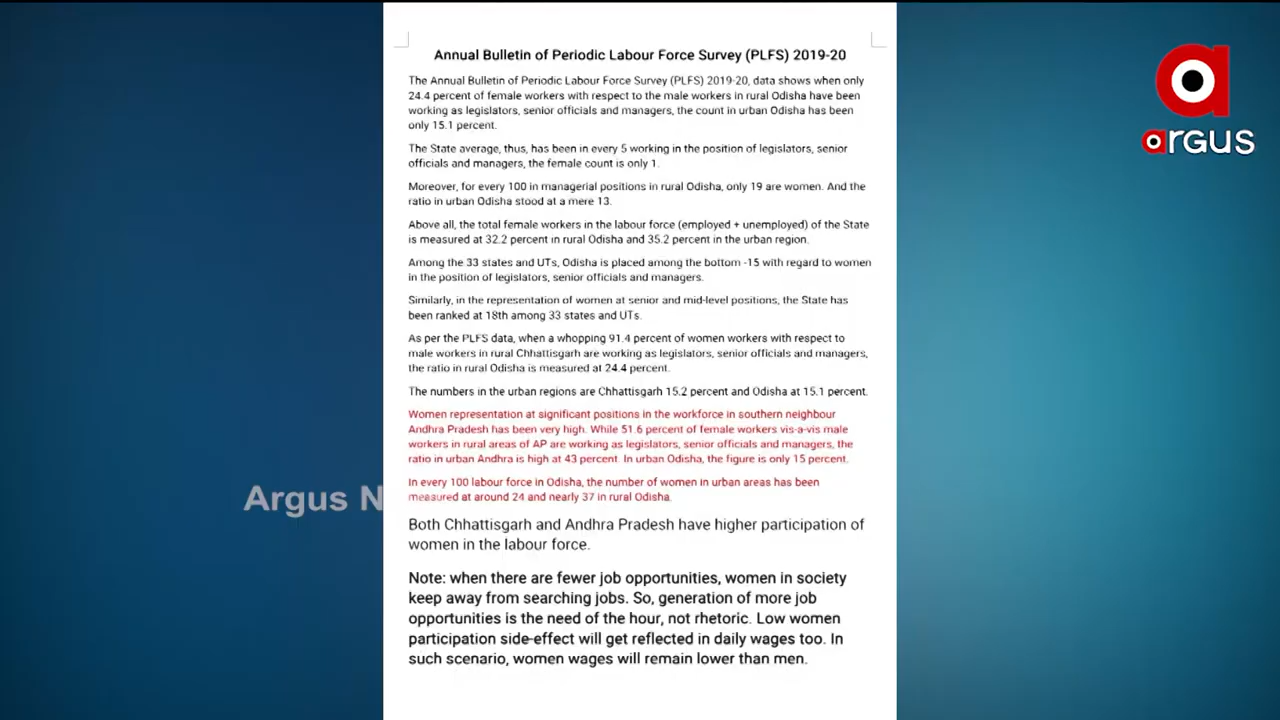 Annual Bulletin of Periodic Labour Force Survey (PLFS) 2019-20
The Annual Bulletin of Periodic Labour Force Survey (PLFS) 2019-20, data shows when only
24.4 percent of female workers with respect to the male workers in rural Odisha have been
working as legislators, senior officials and managers, the count in urban Odisha has been
only 15.1 percent.
The State average, thus, has been in every 5 working in the position of legislators, senior
officials and managers, the female count is only 1.
Moreover, for every 100 in managerial positions in rural Odisha, only 19 are women. And the
ratio in urban Odisha stood at a mere 13.
Above all, the total female workers in the labour force (employed + unemployed) of the State
is measured at 32.2 percent in rural Odisha and 35.2 percent in the urban region.
Among the 33 states and UTs, Odisha is placed among the bottom -15 with regard to women
in the position of legislators, senior officials and managers.
Similarly, in the representation of women at senior and mid-level positions, the State has
been ranked at 18th among 33 states and UTs.
As per the PLFS data, when a whopping 91.4 percent of women workers with respect to
male workers in rural Chhattisgarh are working as legislators, senior officials and managers,
the ratio in rural Odisha is measured at 24.4 percent.
The numbers in the urban regions are Chhattisgarh 15.2 percent and Odisha at 15.1 percent.
Women representation at significant positions in the workforce in southern neighbour
Andhra Pradesh has been very high. While 51.6 percent of female workers vis-a-vis male
workers in rural areas of AP are working as legislators, senior officials and managers, the
ratio in urban Andhra is high at 43 percent. In urban Odisha, the figure is only 15 percent.
In every 100 labour force in Odisha, the number of women in urban areas has been
measured at around 24 and nearly 37 in rural Odisha.
Both Chhattisgarh and Andhra Pradesh have higher participation of
women in the labour force.
Note: when there are fewer job opportunities, women in society
keep away from searching jobs. So, generation of more job
opportunities is the need of the hour, not rhetoric. Low women
participation side-effect will get reflected in daily wages too. In
such scenario, women wages will remain lower than men.
Argus N
argus